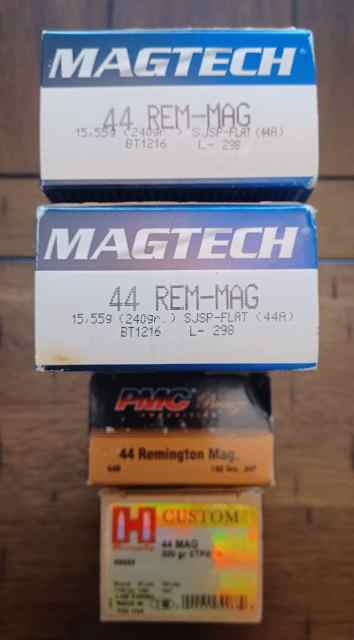 MAGTECH
44 REM-MAG
15,55g (240gr.) SJSP-FLAT (44A)
BT1216 L- 298
MAGTECH
44 REM-MAG
15,55g (240gr.) SJSP-FLAT (44A)
BT1216 L- 298
PMC
44 Remington Mag.
H CUSTOM
Hornady
44 MAG